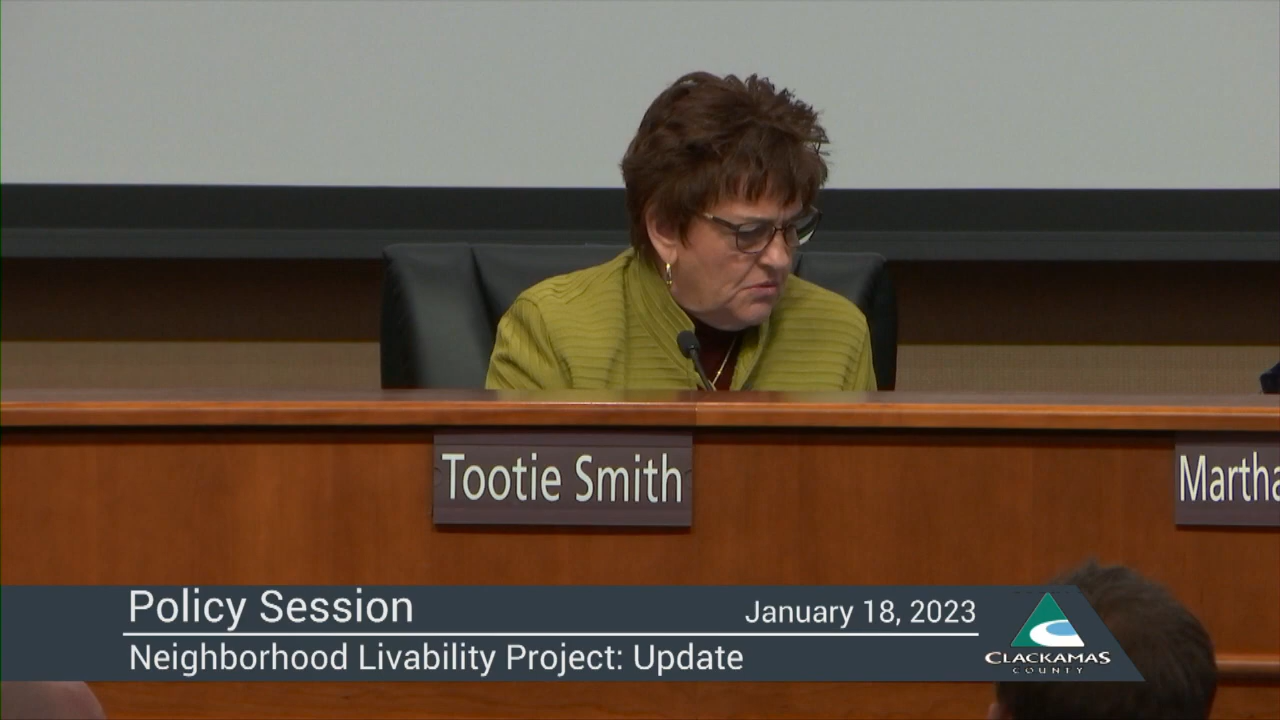 Tootie Smith
Martha
Policy Session
January 18, 2023
Neighborhood Livability Project: Update
CLACKAMAS
COUNTY